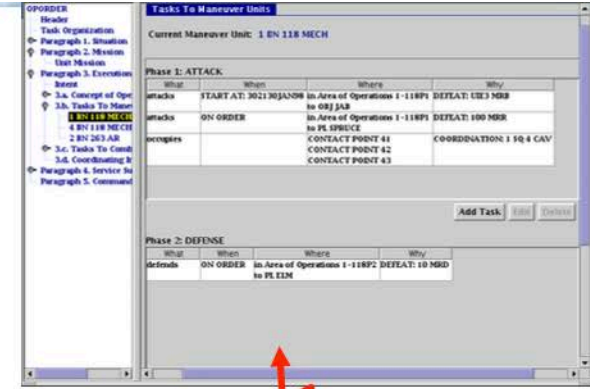 OPORDER
Header
Task Organization
Paragraph 1. Situation
Paragraph 2. Mission
Unit Mission
Paragraph 3. Execution
Intent
3.a. Concept of Ope
3.b. Tasks To Mane
1 BN 118 MECH
4 BN 118 MECH
2 BN 263 AR
3.c. Tasks To Comb
3.d. Coordinating I
Paragraph 4. Service Su
Paragraph 5. Command
Tasks To Maneuver Units
Current Maneuver Unit: 1 BN 118 MECH
Phase 1: ATTACK
What When Where Why
attacks START AT: 302130JAN98 in Area of Operations 1-118P1 DEFEAT: MRB
to OBJ JAB
attacks ON ORDER in Area of Operations 1-118P1 DEFEAT: 100 MRR
to PL SPRUCE
occupies CONTACT POINT 41 COORDINATION: 1 SQ 4 CAV
CONTACT POINT 42
CONTACT POINT 43
Add Task Edit Delete
Phase 2: DEFENSE
What When Where Why
defends ON ORDER in Area of Operations 1-118P2 DEFEAT: 10 MRD
to PL ELM